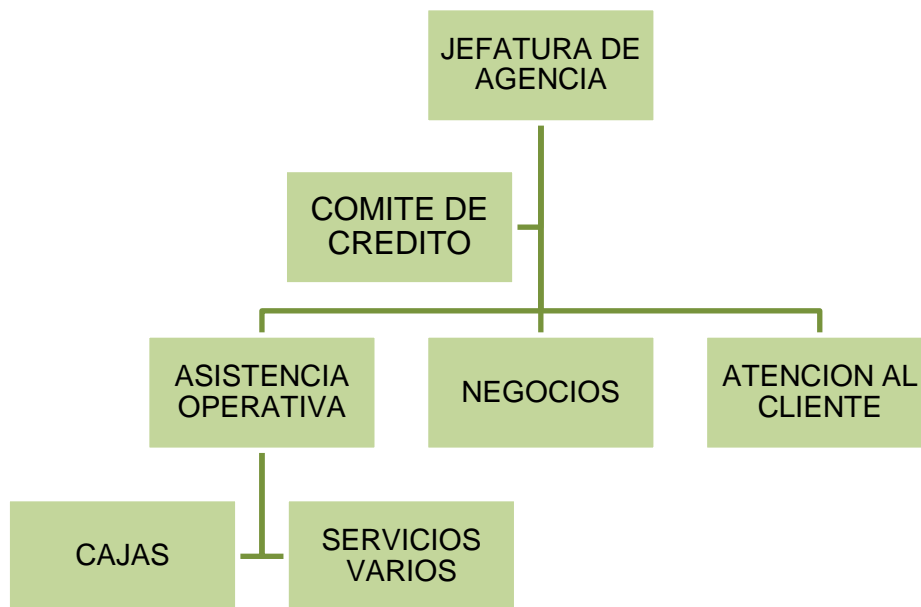 JEFATURA DE
AGENCIA
COMITE DE
CREDITO
ASISTENCIA
OPERATIVA
NEGOCIOS
ATENCION AL
CLIENTE
CAJAS
SERVICIOS
VARIOS